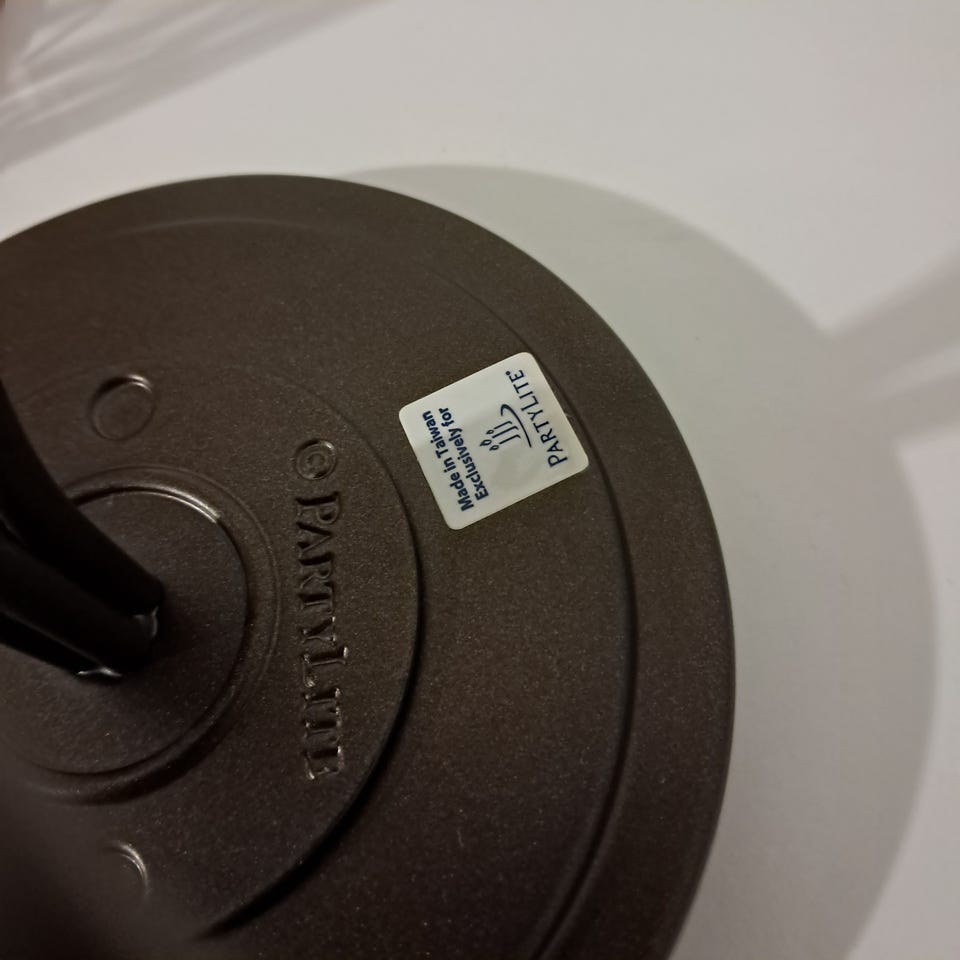 Made in Taiwan
Exclusively for
PARTYLITE®
© PARTYLITE